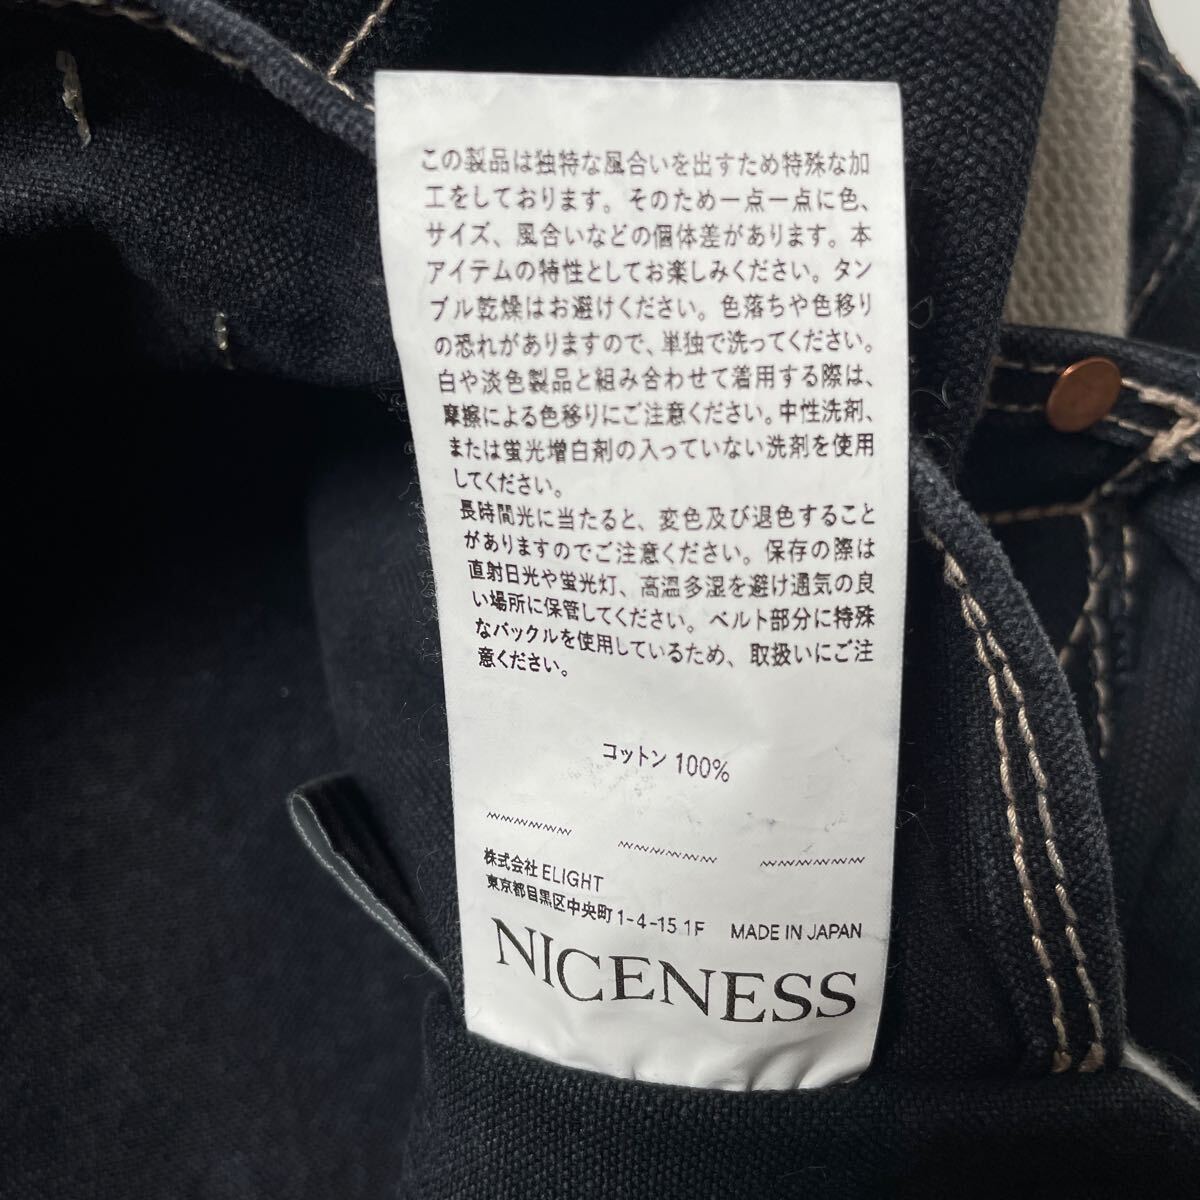 この製品は独特な風合いを出すため特殊な加
工をしております。そのため一点一点に色、
サイズ、風合いなどの個体差があります。本
アイテムの特性としてお楽しみください。タン
ブル乾燥はお避けください。色落ちや色移り
の恐れがありますので、単独で洗ってください。
白や淡色製品と組み合わせて着用する際は、
摩擦による色移りにご注意ください。中性洗剤、
または蛍光増白剤の入っていない洗剤を使用
してください。
長時間光に当たると、変色及び退色すること
がありますのでご注意ください。保存の際は
直射日光や蛍光灯、高温多湿を避け通気の良
い場所に保管してください。ベルト部分に特殊
なバックルを使用しているため、取扱いにご注
意ください。
コットン 100%
株式会社 ELIGHT
東京都目黒区中央町 1-4-15 1F MADE IN JAPAN
NICENESS